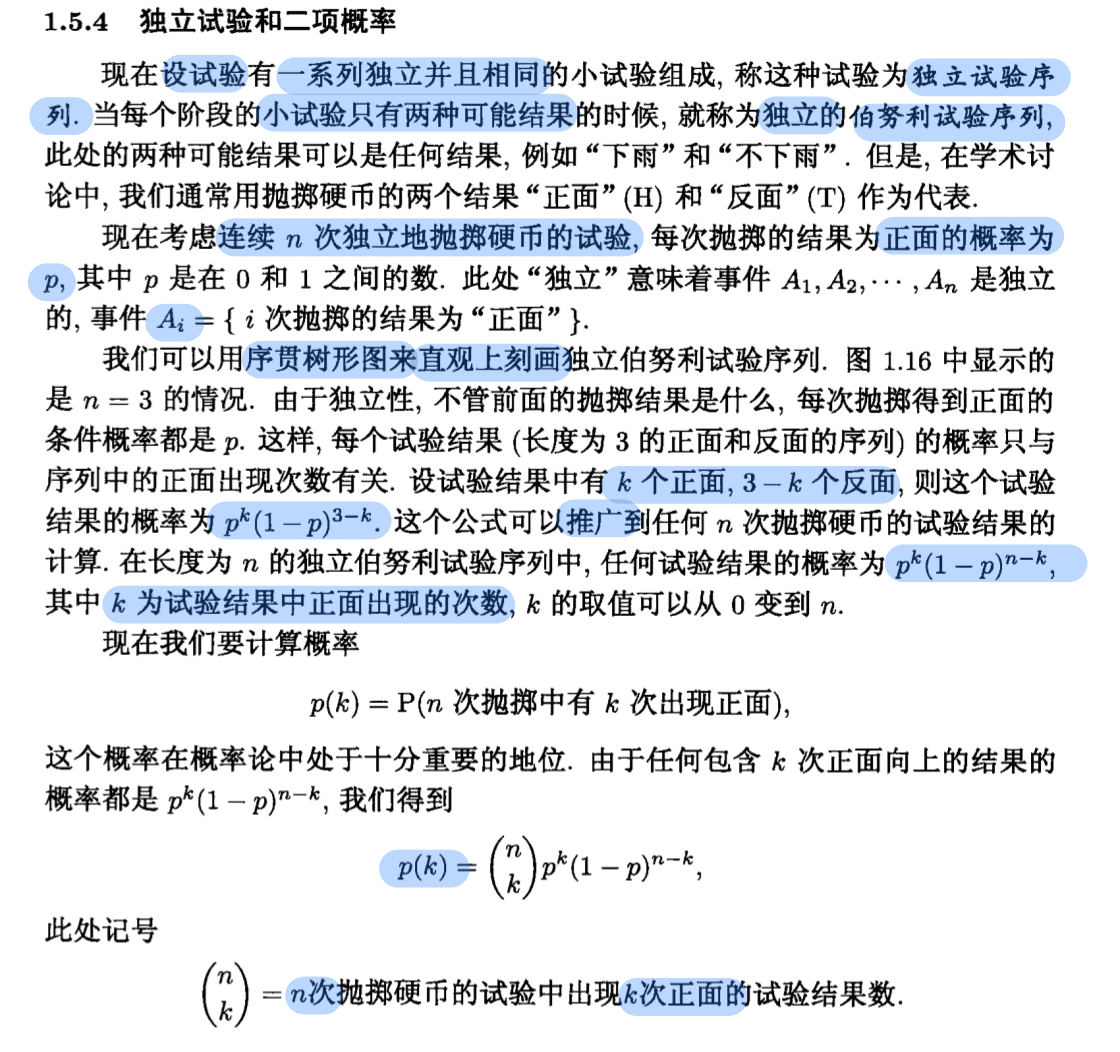 1.5.4 独立试验和二项概率
现在设试验有一系列独立并且相同的小试验组成, 称这种试验为独立试验序
列. 当每个阶段的小试验只有两种可能结果的时候, 就称为独立的伯努利试验序列,
此处的两种可能结果可以是任何结果, 例如“下雨”和“不下雨”. 但是, 在学术讨
论中, 我们通常用抛掷硬币的两个结果“正面”(H) 和“反面”(T) 作为代表.
现在考虑连续 n 次独立地抛掷硬币的试验, 每次抛掷的结果为正面的概率为
p, 其中 p 是在 0 和 1 之间的数. 此处“独立”意味着事件 A₁, A₂, ⋯ , Aₙ 是独立
的, 事件 Aᵢ = { i 次抛掷的结果为“正面” }.
我们可以用序贯树形图来直观上刻画独立伯努利试验序列. 图 1.16 中显示的
是 n = 3 的情况. 由于独立性, 不管前面的抛掷结果是什么, 每次抛掷得到正面的
条件概率都是 p. 这样, 每个试验结果 (长度为 3 的正面和反面的序列) 的概率只与
序列中的正面出现次数有关. 设试验结果中有 k 个正面, 3 − k 个反面, 则这个试验
结果的概率为 pᵏ(1 − p)³⁻ᵏ. 这个公式可以推广到任何 n 次抛掷硬币的试验结果的
计算. 在长度为 n 的独立伯努利试验序列中, 任何试验结果的概率为 pᵏ(1 − p)ⁿ⁻ᵏ,
其中 k 为试验结果中正面出现的次数, k 的取值可以从 0 变到 n.
现在我们要计算概率
p(k) = P(n 次抛掷中有 k 次出现正面),
这个概率在概率论中处于十分重要的地位. 由于任何包含 k 次正面向上的结果的
概率都是 pᵏ(1 − p)ⁿ⁻ᵏ, 我们得到
p(k) = (n k) pᵏ(1 − p)ⁿ⁻ᵏ,
此处记号
(n k) = n次抛掷硬币的试验中出现k次正面的试验结果数.